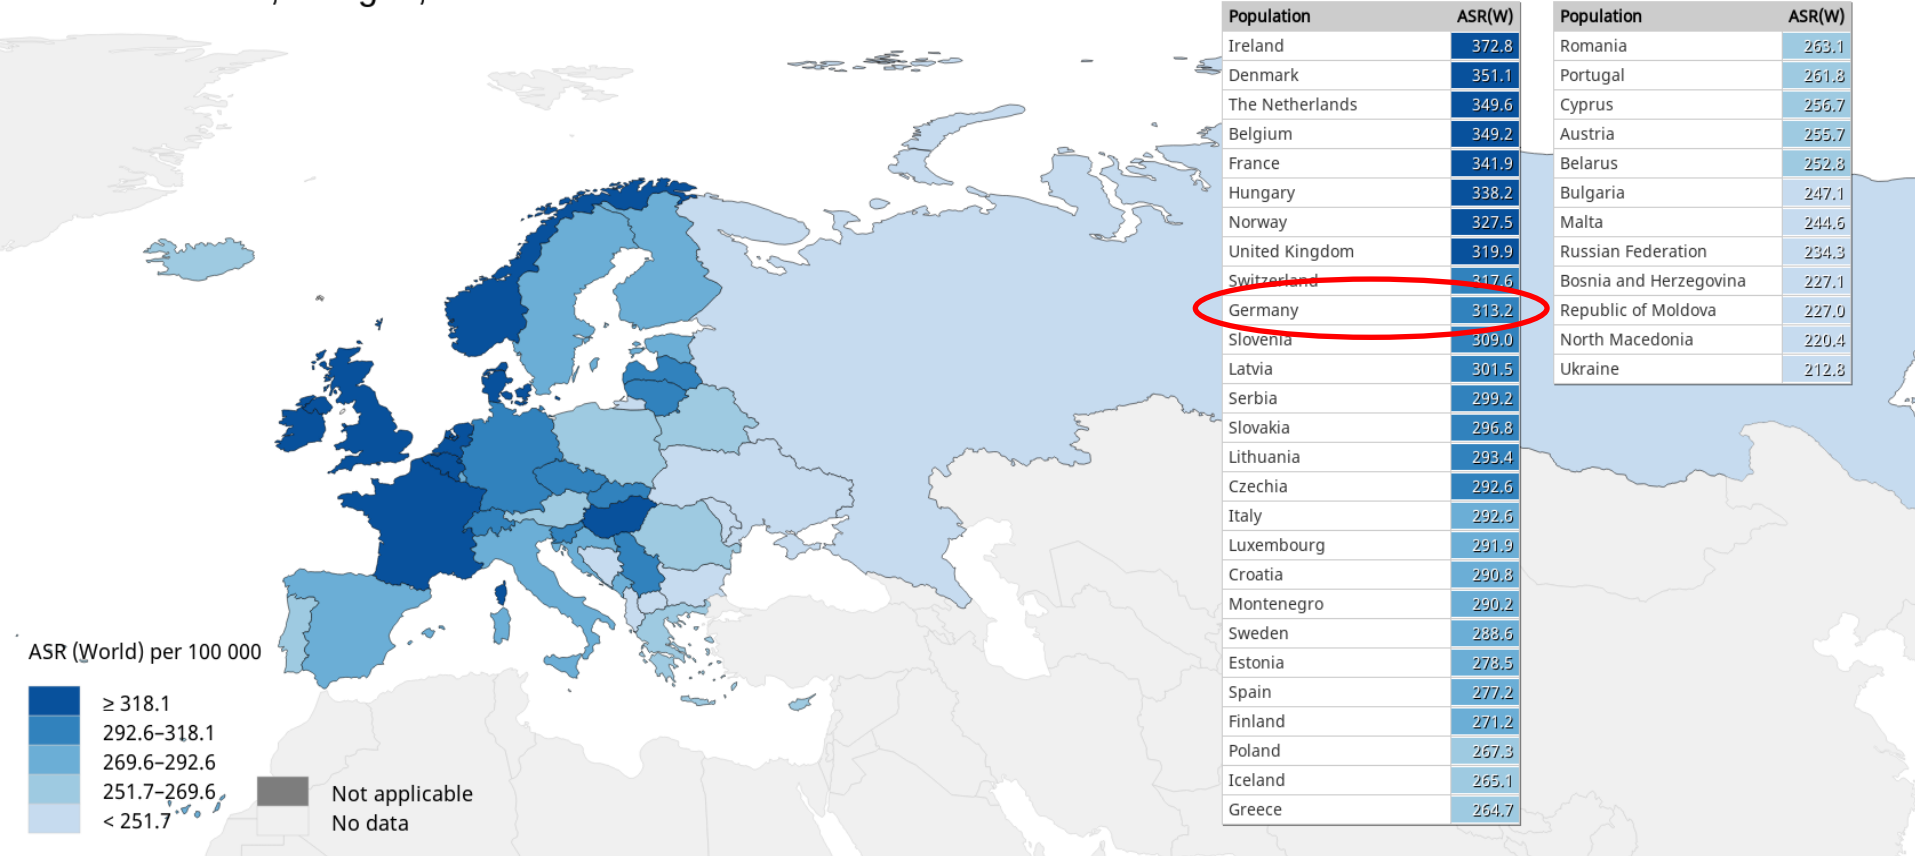 Population ASR(W)
Ireland 372.8
Denmark 351.1
The Netherlands 349.6
Belgium 349.2
France 341.9
Hungary 338.2
Norway 327.5
United Kingdom 319.9
Switzerland 317.6
Germany 313.2
Slovenia 309.0
Latvia 301.5
Serbia 299.2
Slovakia 296.8
Lithuania 293.4
Czechia 292.6
Italy 292.6
Luxembourg 291.9
Croatia 290.8
Montenegro 290.2
Sweden 288.6
Estonia 278.5
Spain 277.2
Finland 271.2
Poland 267.3
Iceland 265.1
Greece 264.7
Population ASR(W)
Romania 263.1
Portugal 261.8
Cyprus 256.7
Austria 255.7
Belarus 252.8
Bulgaria 247.1
Malta 244.6
Russian Federation 234.3
Bosnia and Herzegovina 227.1
Republic of Moldova 227.0
North Macedonia 220.4
Ukraine 212.8
ASR (World) per 100 000
≥ 318.1
292.6–318.1
269.6–292.6
251.7–269.6
< 251.7
Not applicable
No data